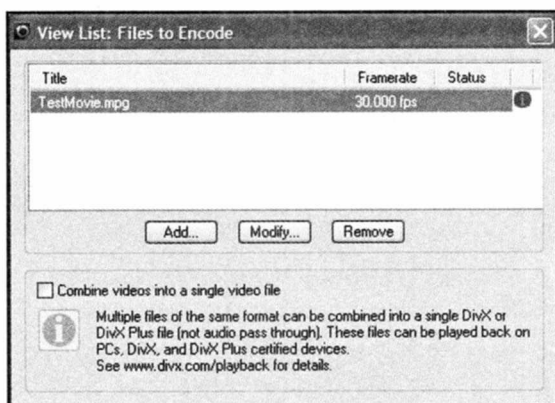 View List: Files to Encode
Title Framerate Status
TestMovie.mpg 30.000 fps
Add... Modify... Remove
Combine videos into a single video file
Multiple files of the same format can be combined into a single DivX or
DivX Plus file (not audio pass through). These files can be played back on
PCs, DivX, and DivX Plus certified devices.
See www.divx.com/playback for details.